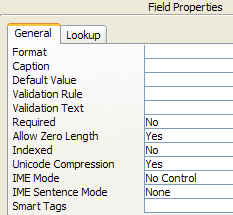 Field Properties
General Lookup
Format
Caption
Default Value
Validation Rule
Validation Text
Required No
Allow Zero Length Yes
Indexed No
Unicode Compression Yes
IME Mode No Control
IME Sentence Mode None
Smart Tags